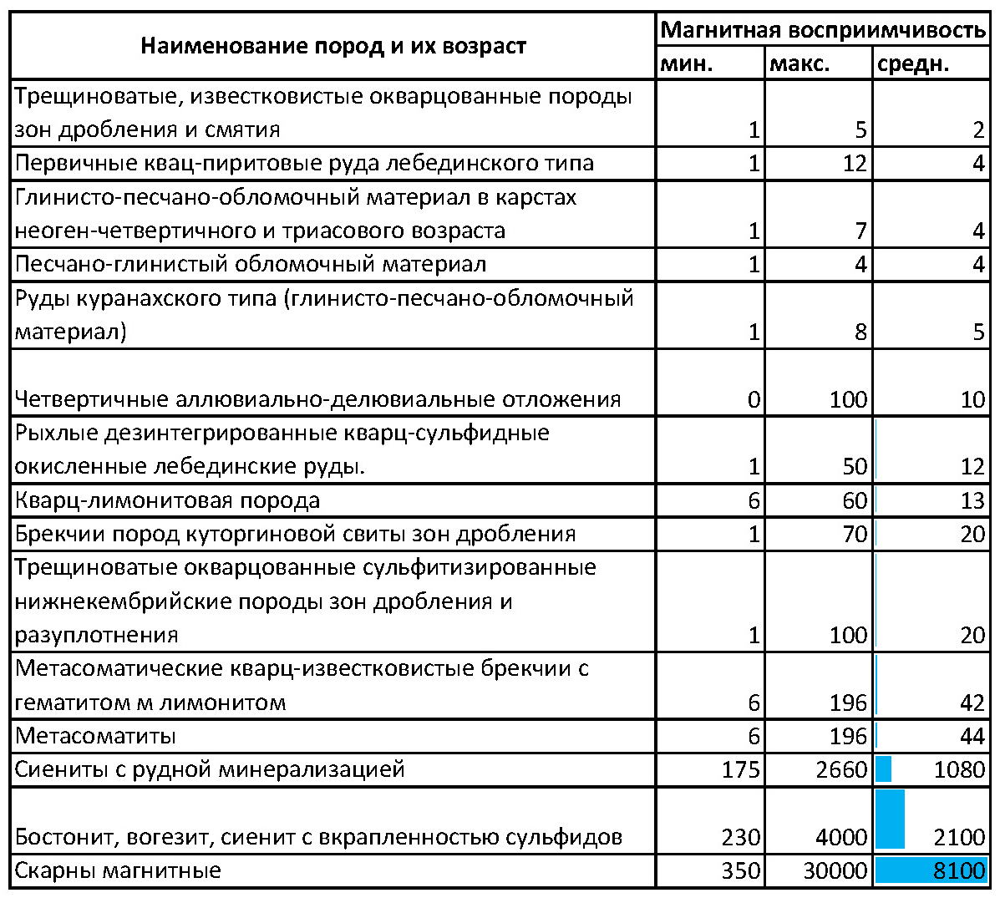 Наименование пород и их возраст
Магнитная восприимчивость
мин. макс. средн.
Трещиноватые, известковистые окварцованные породы
зон дробления и смятия 1 5 2
Первичные квац-пиритовые руда лебединского типа 1 12 4
Глинисто-песчано-обломочный материал в карстах
неоген-четвертичного и триасового возраста 1 7 4
Песчано-глинистый обломочный материал 1 4 4
Руды куранахского типа (глинисто-песчано-обломочный
материал) 1 8 5
Четвертичные аллювиально-делювиальные отложения 0 100 10
Рыхлые дезинтегрированные кварц-сульфидные
окисленные лебединские руды. 1 50 12
Кварц-лимонитовая порода 6 60 13
Брекчии пород куторгиновой свиты зон дробления 1 70 20
Трещиноватые окварцованные сульфитизированные
нижнекембрийские породы зон дробления и
разуплотнения 1 100 20
Метасоматические кварц-известковистые брекчии с
гематитом м лимонитом 6 196 42
Метасоматиты 6 196 44
Сиениты с рудной минерализацией 175 2660 1080
Бостонит, вогезит, сиенит с вкрапленностью сульфидов 230 4000 2100
Скарны магнитные 350 30000 8100